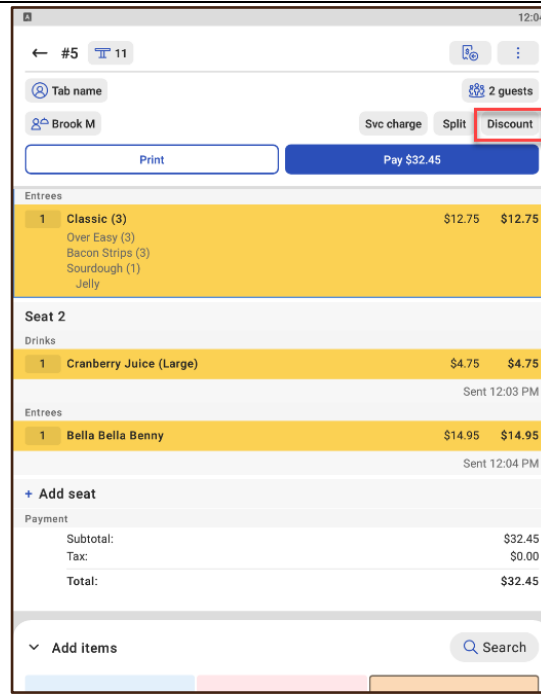 A 12:04
← #5 11
Tab name 2 guests
Brook M Svc charge Split Discount
Print Pay $32.45
Entrees
1 Classic (3) $12.75 $12.75
Over Easy (3)
Bacon Strips (3)
Sourdough (1)
Jelly
Seat 2
Drinks
1 Cranberry Juice (Large) $4.75 $4.75
Sent 12:03 PM
Entrees
1 Bella Bella Benny $14.95 $14.95
Sent 12:04 PM
+ Add seat
Payment
Subtotal: $32.45
Tax: $0.00
Total: $32.45
Add items Search